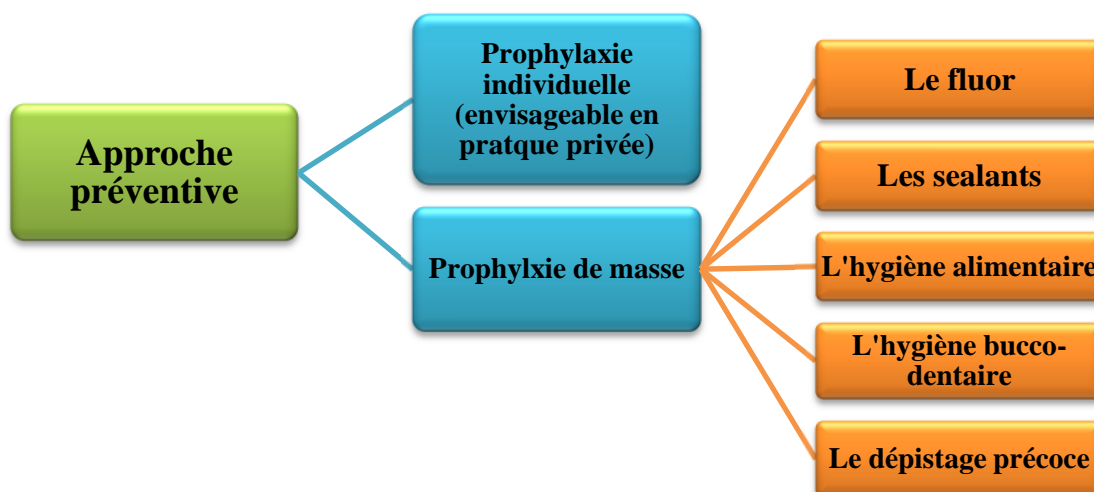 Approche
préventive
Prophylaxie
individuelle
(envisageable en
pratque privée)
Prophylxie de masse
Le fluor
Les sealants
L'hygiène alimentaire
L'hygiène bucco-
dentaire
Le dépistage précoce